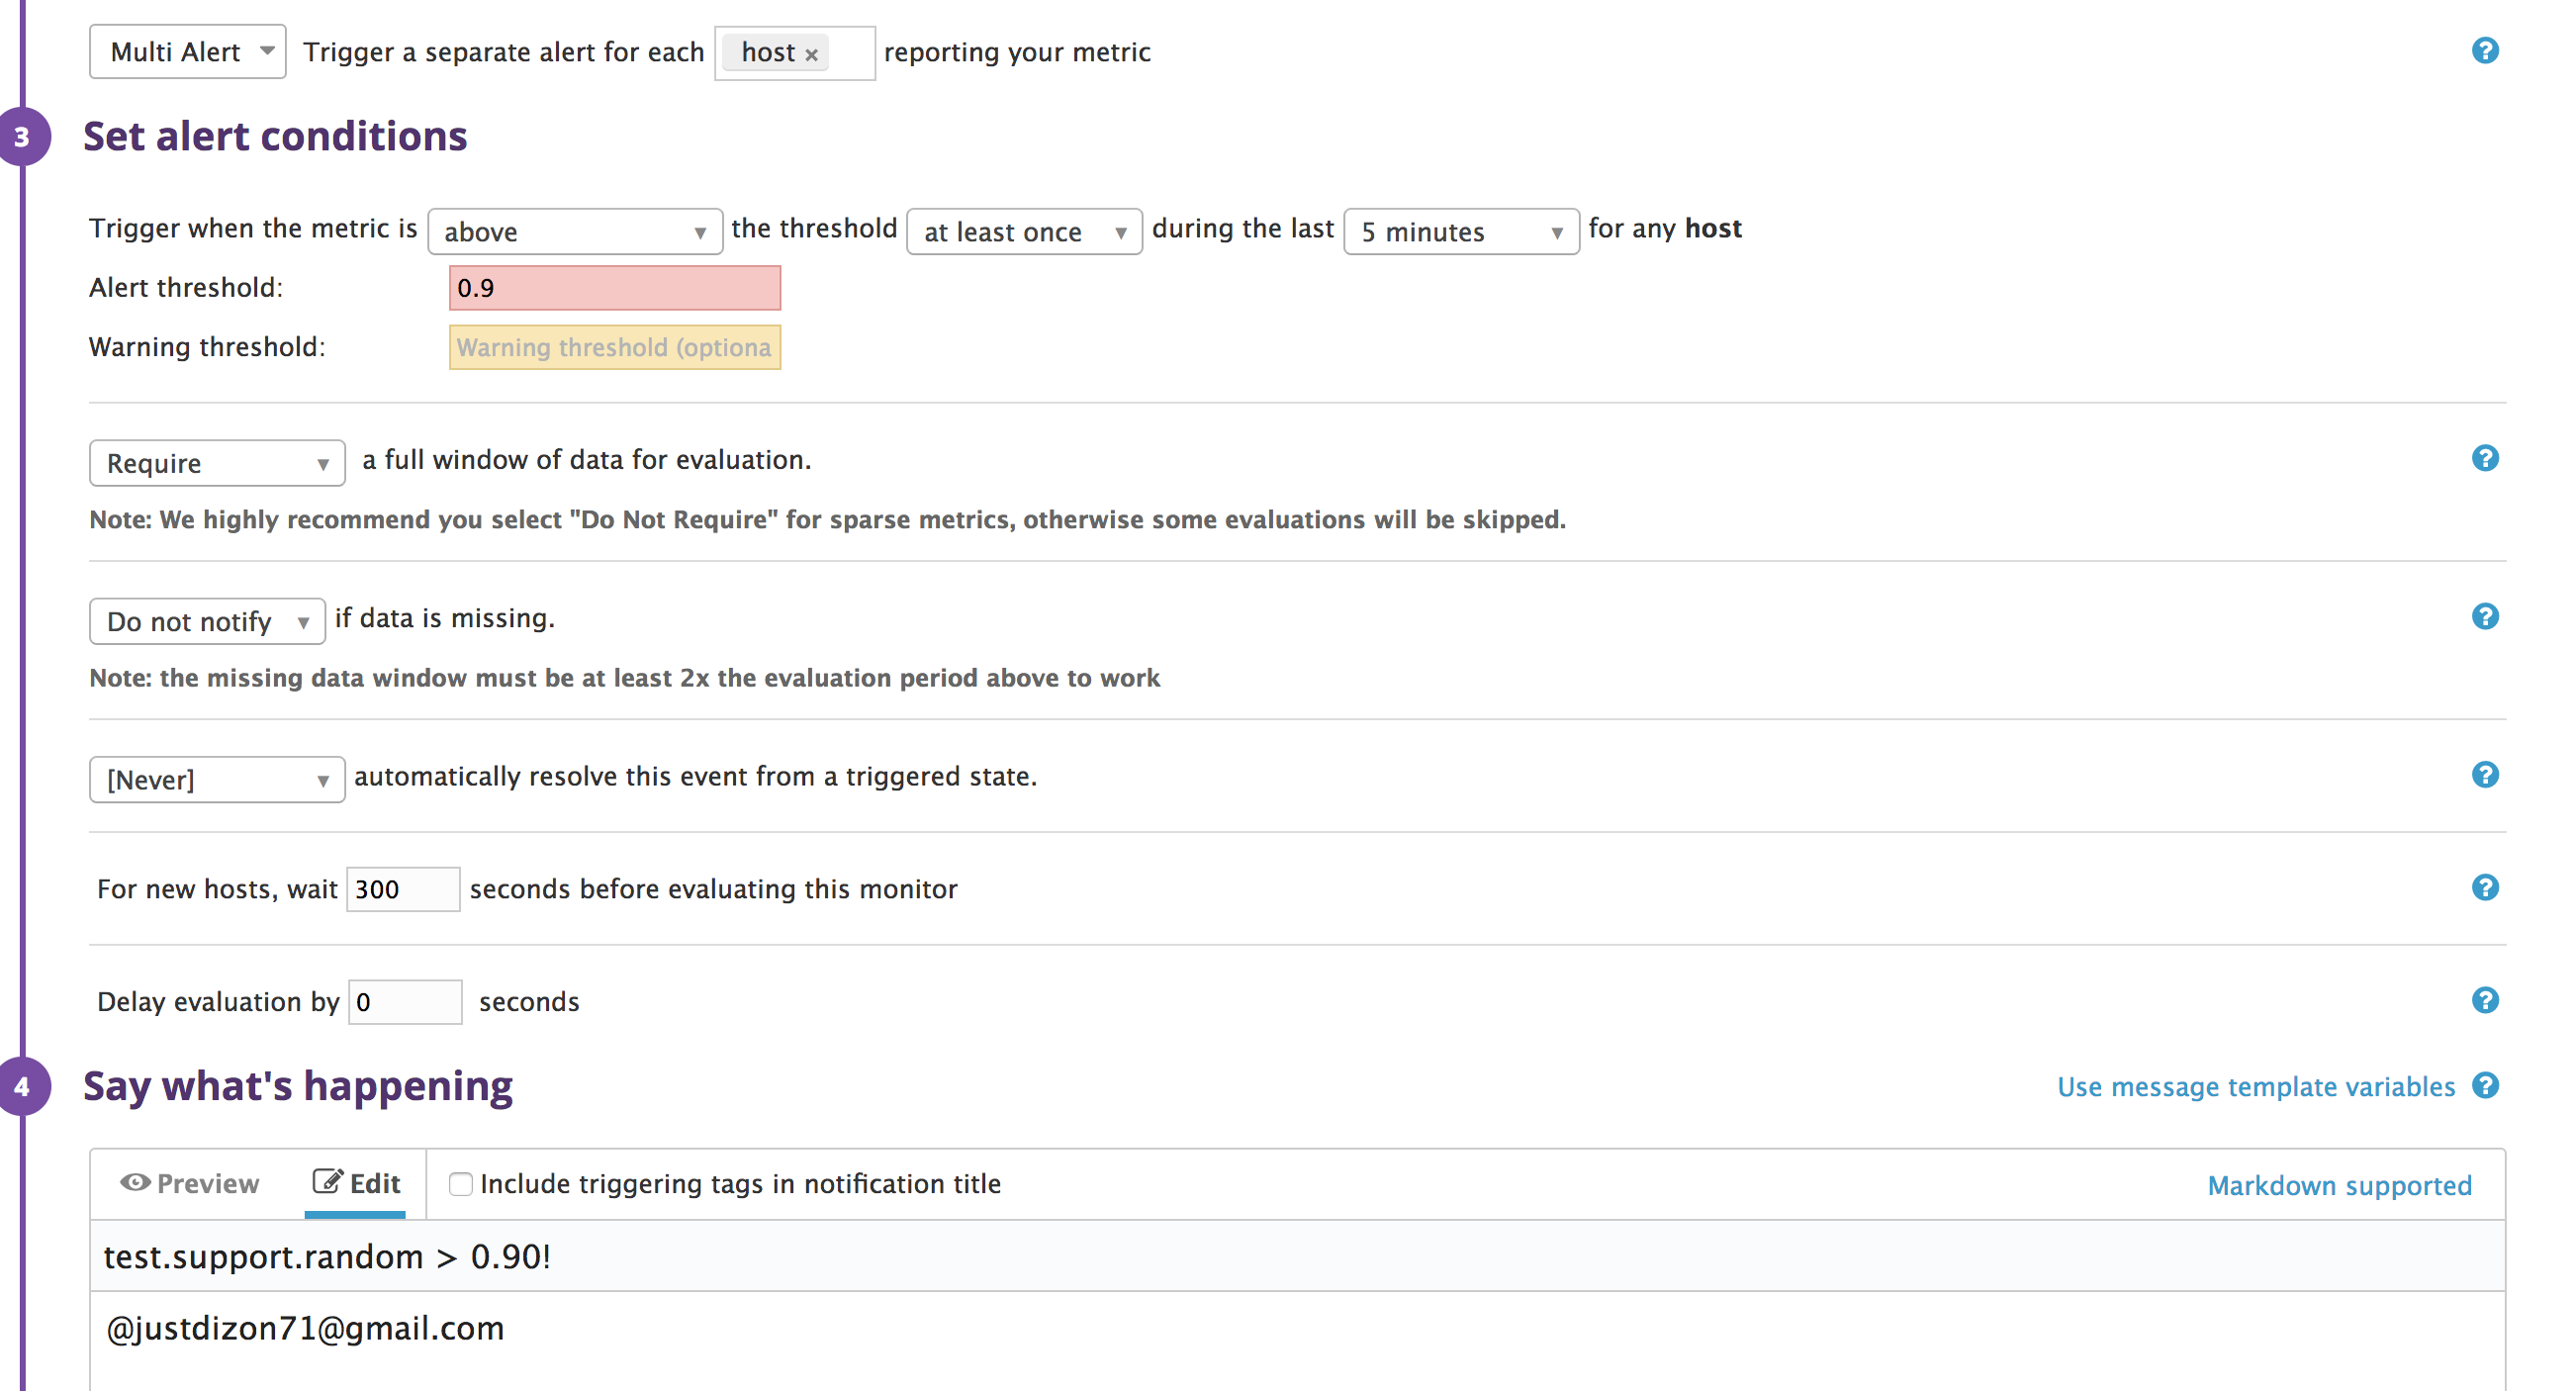 Multi Alert Trigger a separate alert for each host × reporting your metric ?
3 Set alert conditions
Trigger when the metric is above the threshold at least once during the last 5 minutes for any host
Alert threshold: 0.9
Warning threshold: Warning threshold (optiona
Require a full window of data for evaluation. ?
Note: We highly recommend you select "Do Not Require" for sparse metrics, otherwise some evaluations will be skipped.
Do not notify if data is missing. ?
Note: the missing data window must be at least 2x the evaluation period above to work
[Never] automatically resolve this event from a triggered state. ?
For new hosts, wait 300 seconds before evaluating this monitor ?
Delay evaluation by 0 seconds ?
4 Say what's happening Use message template variables ?
Preview Edit Include triggering tags in notification title Markdown supported
test.support.random > 0.90!
@justdizon71@gmail.com